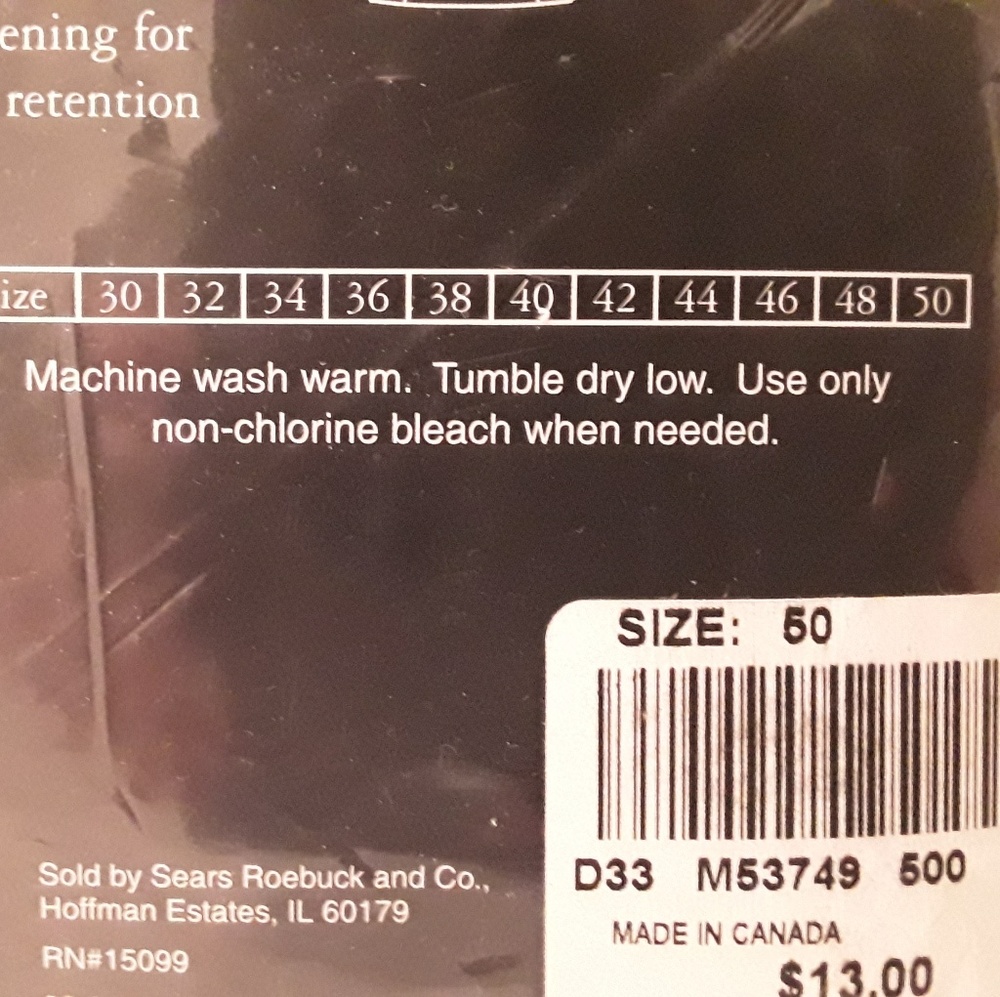 ening for
retention
ize 30 32 34 36 38 40 42 44 46 48 50
Machine wash warm. Tumble dry low. Use only
non-chlorine bleach when needed.
SIZE: 50
D33 M53749 500
MADE IN CANADA
$13.00
Sold by Sears Roebuck and Co.,
Hoffman Estates, IL 60179
RN#15099